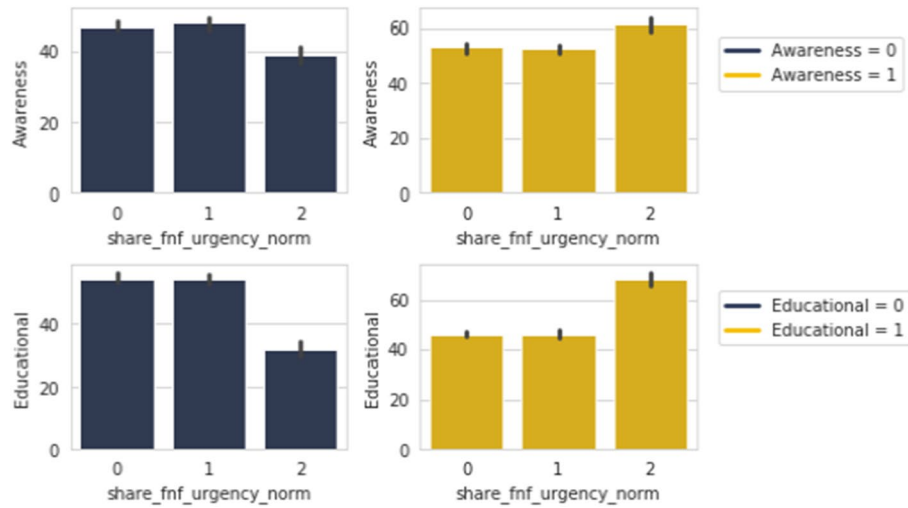 Awareness
40
20
0
0 1 2
share_fnf_urgency_norm
Awareness
60
40
20
0
0 1 2
share_fnf_urgency_norm
Awareness = 0
Awareness = 1
Educational
40
20
0
0 1 2
share_fnf_urgency_norm
Educational
60
40
20
0
0 1 2
share_fnf_urgency_norm
Educational = 0
Educational = 1